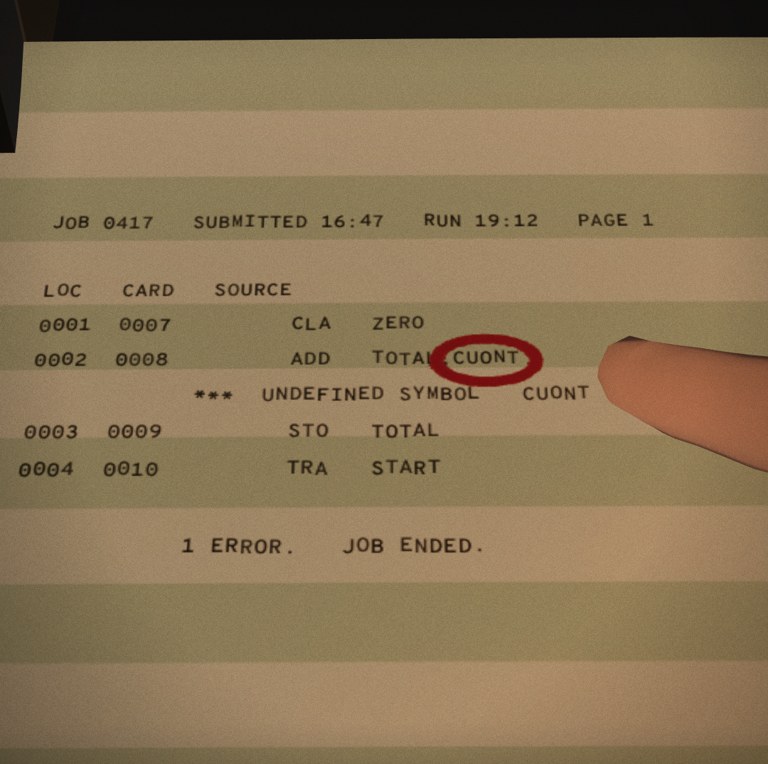 JOB 0417 SUBMITTED 16:47 RUN 19:12 PAGE 1
LOC CARD SOURCE
0001 0007 CLA ZERO
0002 0008 ADD TOTAL CUONT
*** UNDEFINED SYMBOL CUONT
0003 0009 STO TOTAL
0004 0010 TRA START
1 ERROR. JOB ENDED.